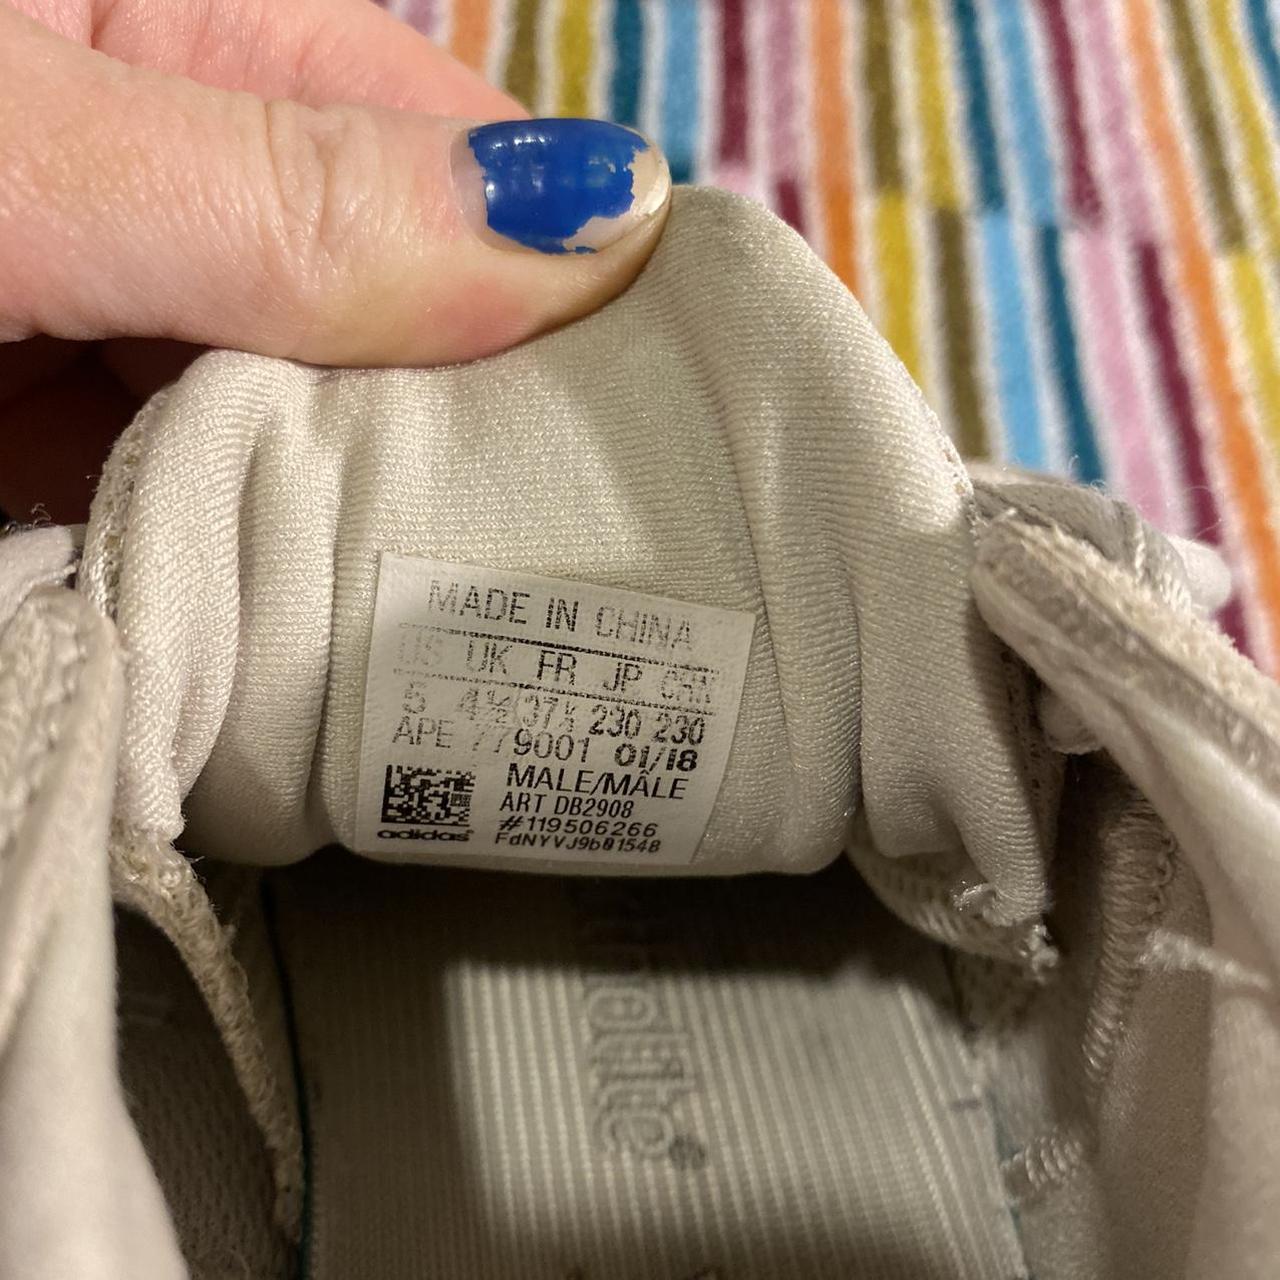 MADE IN CHINA
US UK FR JP CHN
5 4½ 37⅓ 230 230
APE 779001 01/18
MALE/MÂLE
ART DB2908
#119506266
FdNYVJ9b01548
adidas